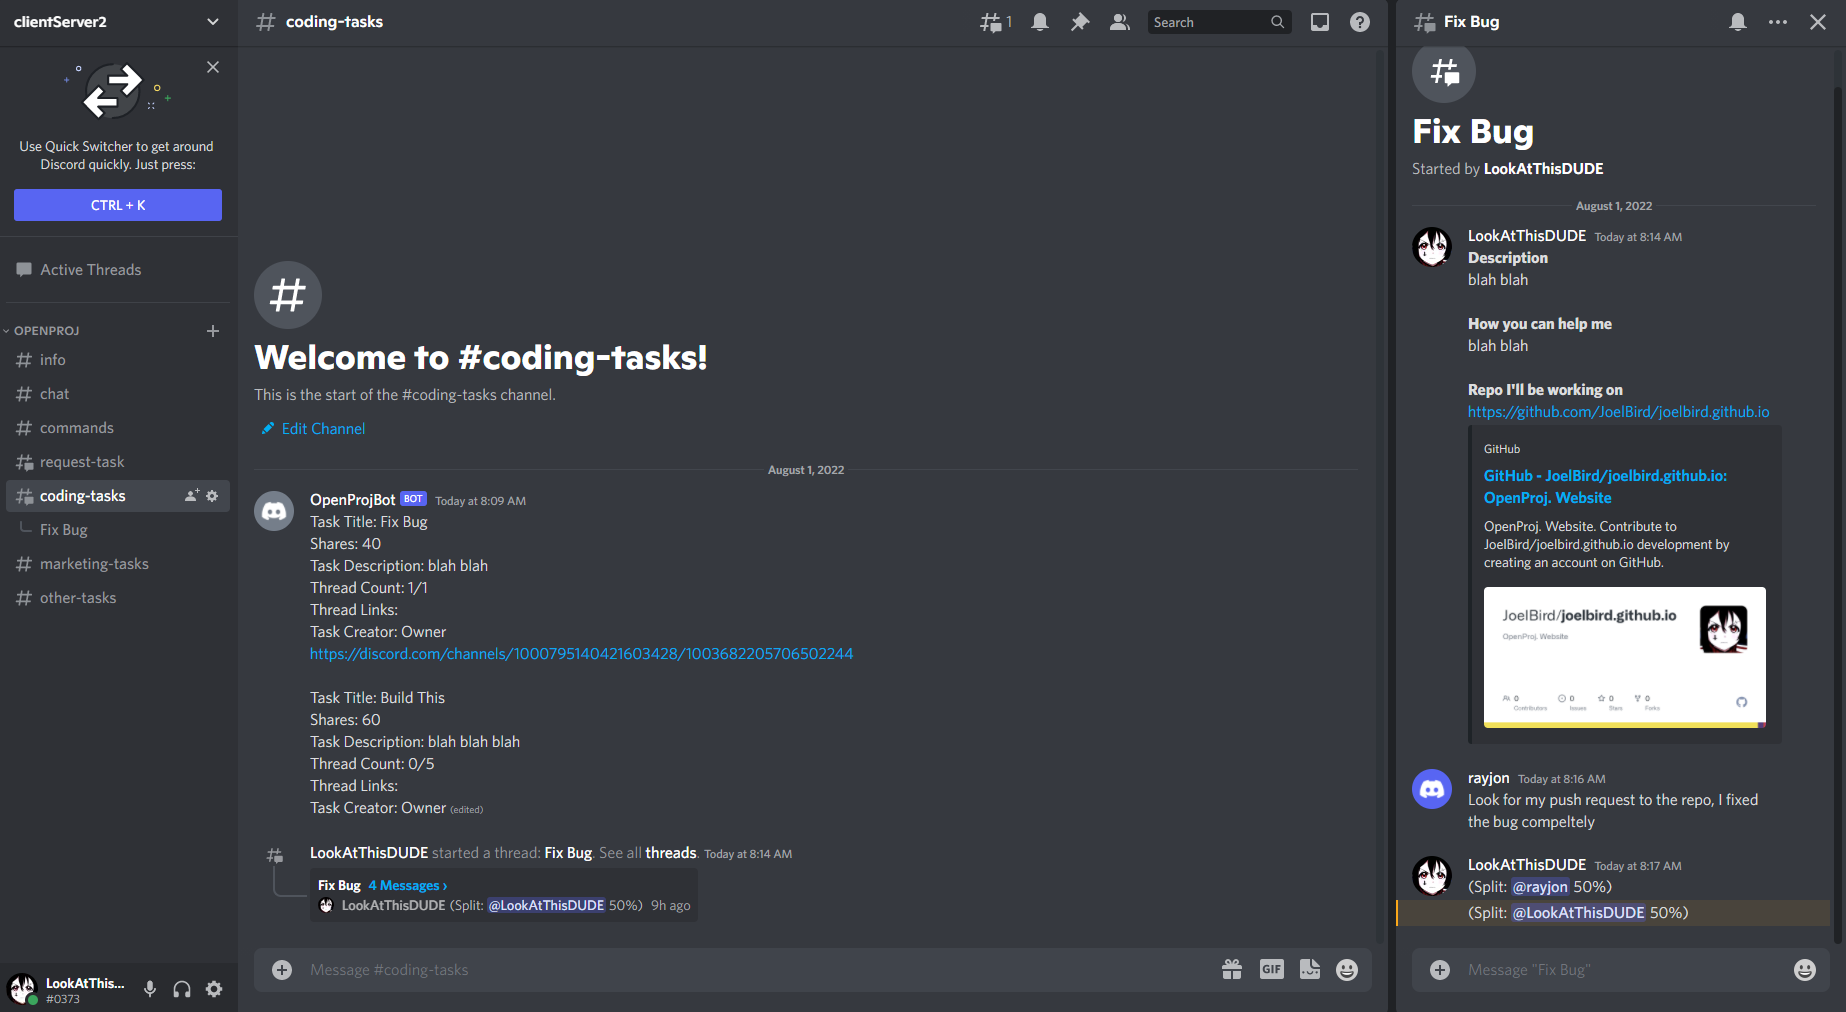 clientServer2
Use Quick Switcher to get around
Discord quickly. Just press:
CTRL + K
Active Threads
OPENPROJ
info
chat
commands
request-task
coding-tasks
Fix Bug
marketing-tasks
other-tasks
LookAtThis...
#0373
coding-tasks
1
Search
Welcome to #coding-tasks!
This is the start of the #coding-tasks channel.
Edit Channel
August 1, 2022
OpenProjBot BOT Today at 8:09 AM
Task Title: Fix Bug
Shares: 40
Task Description: blah blah
Thread Count: 1/1
Thread Links:
Task Creator: Owner
https://discord.com/channels/1000795140421603428/1003682205706502244
Task Title: Build This
Shares: 60
Task Description: blah blah blah
Thread Count: 0/5
Thread Links:
Task Creator: Owner (edited)
LookAtThisDUDE started a thread: Fix Bug. See all threads. Today at 8:14 AM
Fix Bug 4 Messages ›
LookAtThisDUDE (Split: @LookAtThisDUDE 50%) 9h ago
Message #coding-tasks
GIF
Fix Bug
Fix Bug
Started by LookAtThisDUDE
August 1, 2022
LookAtThisDUDE Today at 8:14 AM
Description
blah blah
How you can help me
blah blah
Repo I'll be working on
https://github.com/JoelBird/joelbird.github.io
GitHub
GitHub - JoelBird/joelbird.github.io:
OpenProj. Website
OpenProj. Website. Contribute to
JoelBird/joelbird.github.io development by
creating an account on GitHub.
JoelBird/joelbird.github.io
OpenProj. Website
0 0 0 0
Contributors Issues Stars Forks
rayjon Today at 8:16 AM
Look for my push request to the repo, I fixed
the bug compeltely
LookAtThisDUDE Today at 8:17 AM
(Split: @rayjon 50%)
(Split: @LookAtThisDUDE 50%)
Message "Fix Bug"